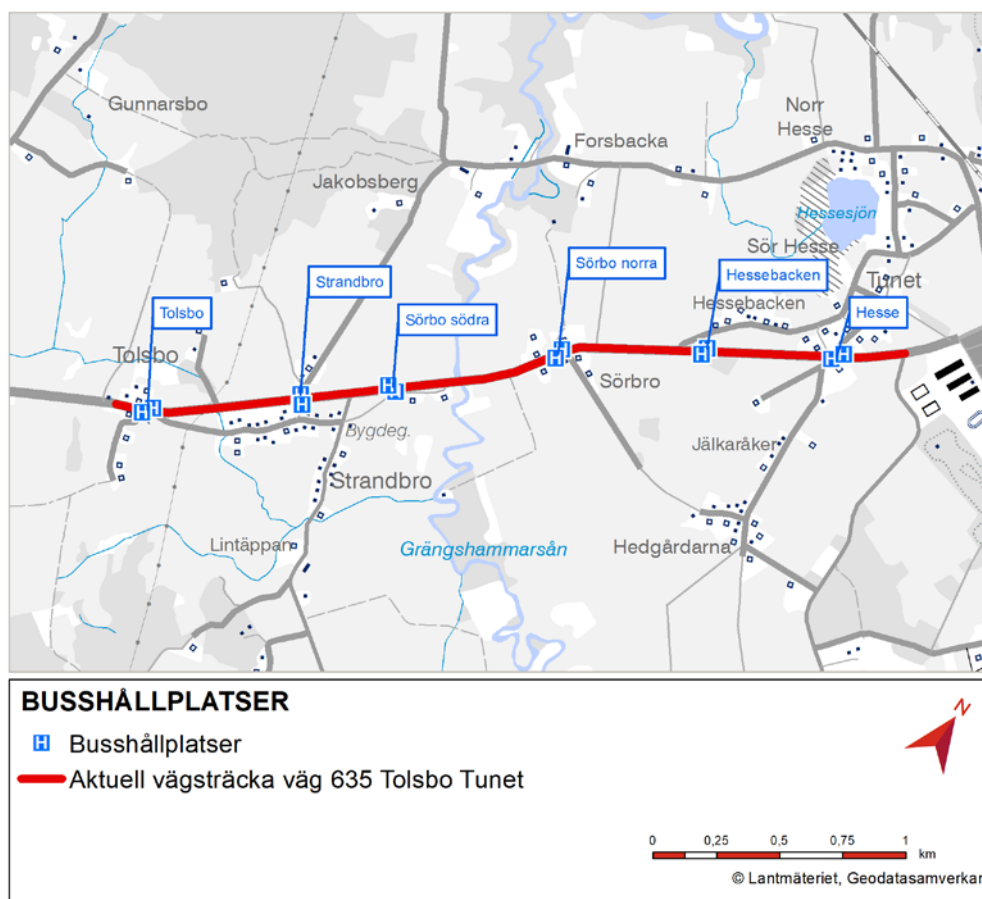 Gunnarsbo
Norr
Hesse
Forsbacka
Jakobsberg
Hessesjön
Sör Hesse
Sörbo norra
Hessebacken
Strandbro
Tunet
Sörbo södra
Hessebacken
Tolsbo
Hesse
Tolsbo
Sörbro
Bygdeg.
Jälkaråker
Strandbro
Lintäppan
Grängshammarsån
Hedgårdarna
BUSSHÅLLPLATSER
H Busshållplatser
Aktuell vägsträcka väg 635 Tolsbo Tunet
N
0 0,25 0,5 0,75 1
km
© Lantmäteriet, Geodatasamverkan